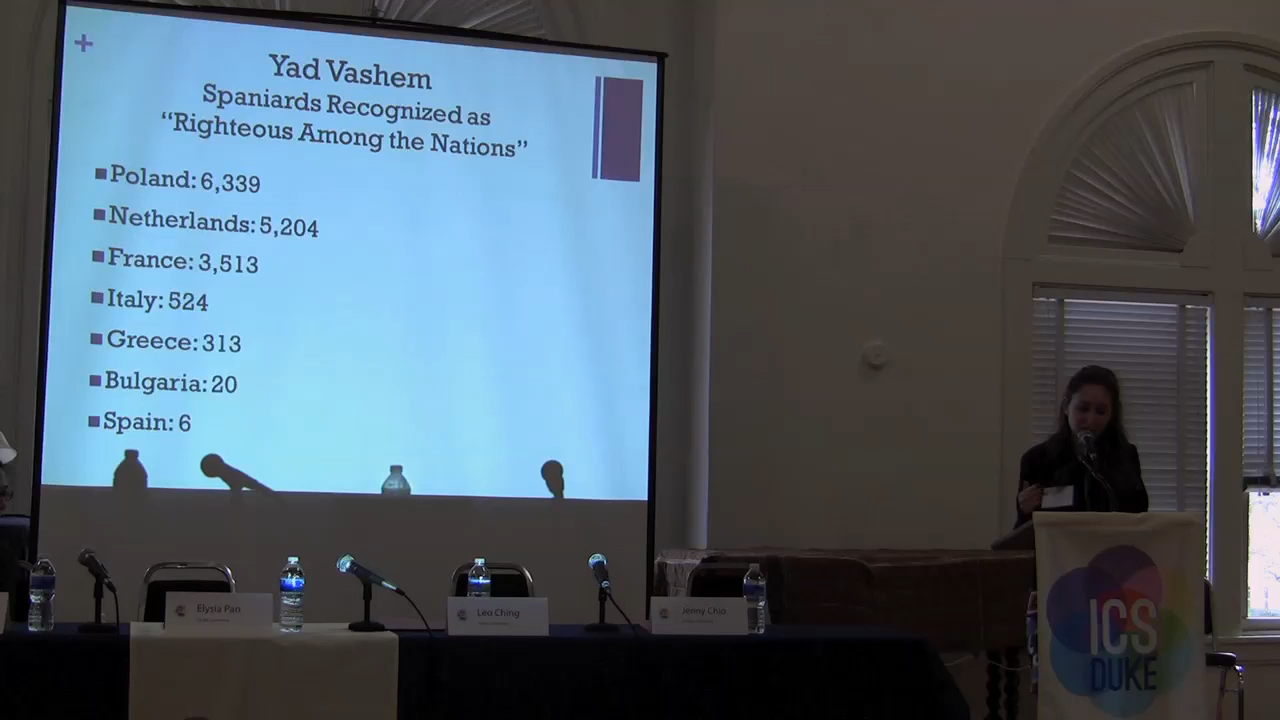 +
Yad Vashem
Spaniards Recognized as
“Righteous Among the Nations”
Poland: 6,339
Netherlands: 5,204
France: 3,513
Italy: 524
Greece: 313
Bulgaria: 20
Spain: 6
Elysia Pan
Leo Ching
Jenny Chio
ICS
DUKE